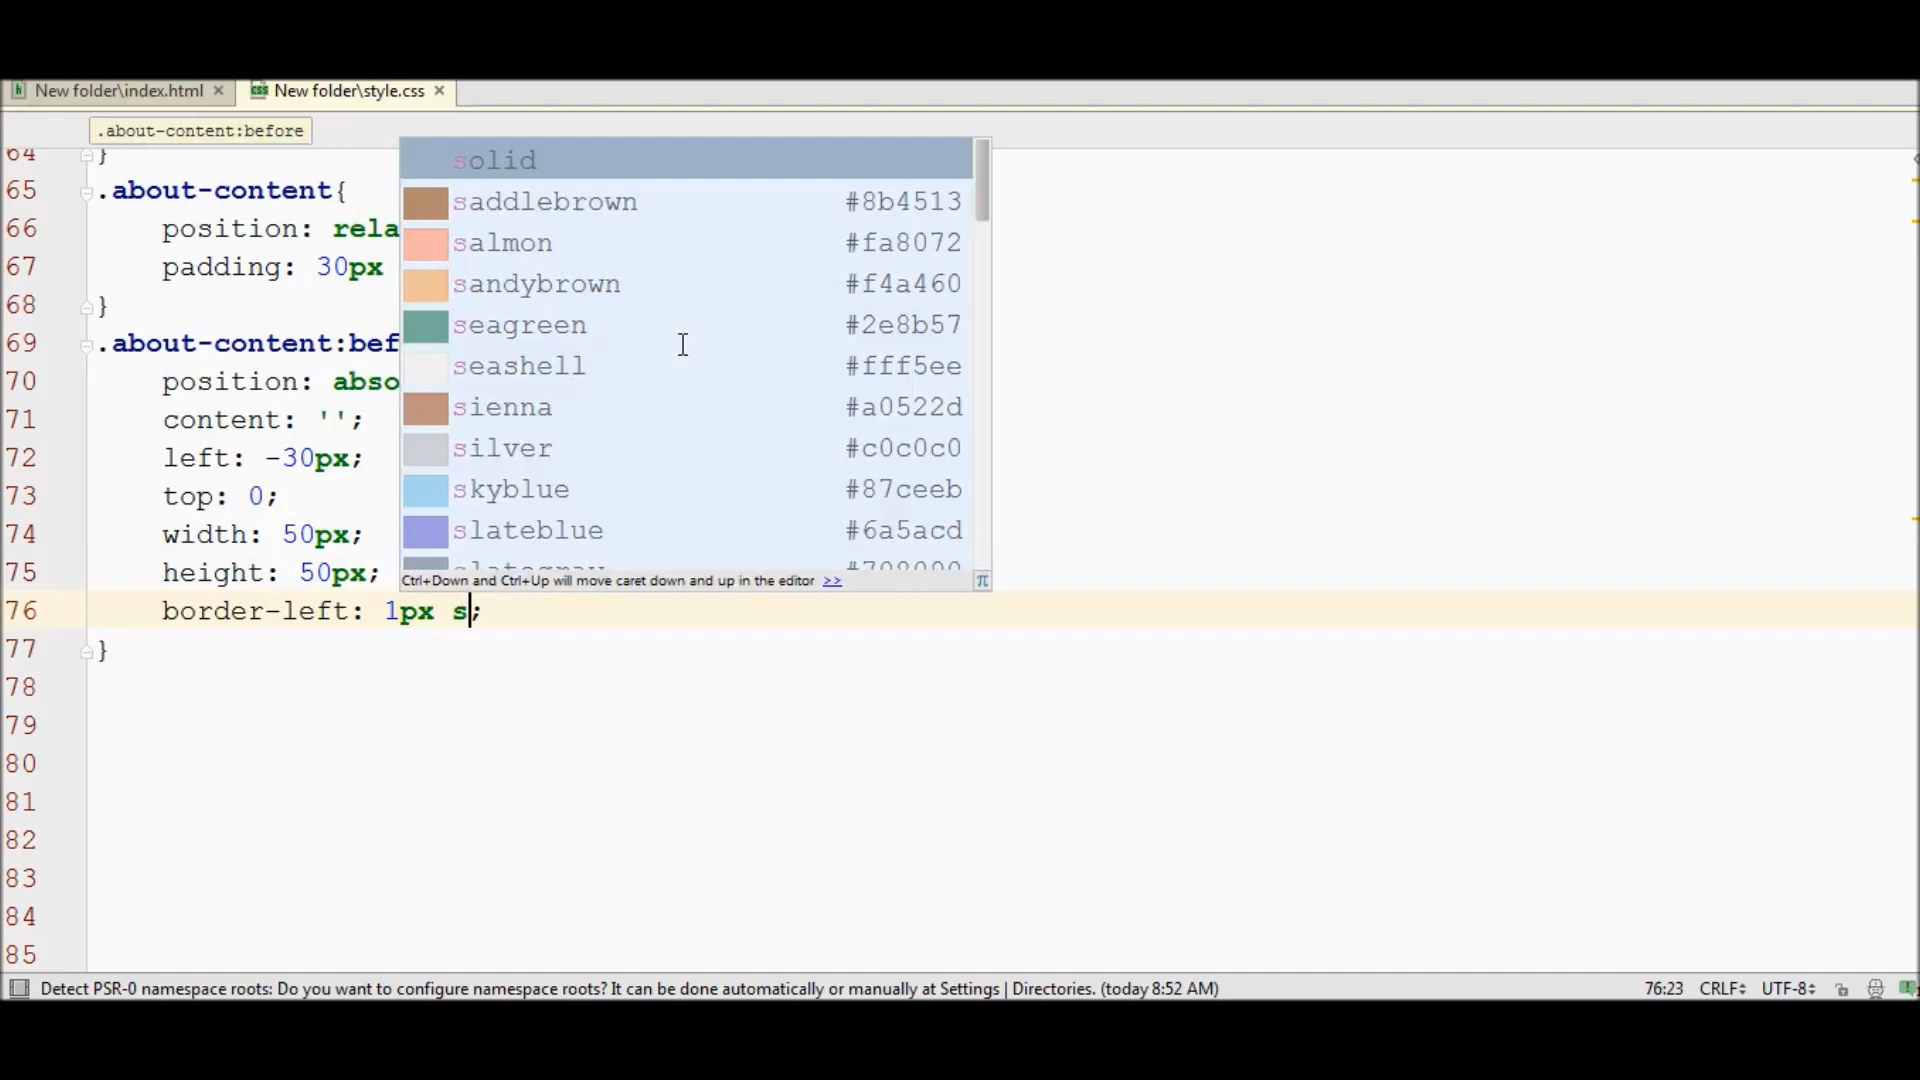 New folder\index.html
New folder\style.css
.about-content:before
64 }
65 .about-content{
66 position: rela
67 padding: 30px
68 }
69 .about-content:bef
70 position: abso
71 content: '';
72 left: -30px;
73 top: 0;
74 width: 50px;
75 height: 50px;
76 border-left: 1px s;
77 }
78
79
80
81
82
83
84
85
solid
saddlebrown #8b4513
salmon #fa8072
sandybrown #f4a460
seagreen #2e8b57
seashell #fff5ee
sienna #a0522d
silver #c0c0c0
skyblue #87ceeb
slateblue #6a5acd
slategray #708090
Ctrl+Down and Ctrl+Up will move caret down and up in the editor >>
π
Detect PSR-0 namespace roots: Do you want to configure namespace roots? It can be done automatically or manually at Settings | Directories. (today 8:52 AM)
76:23 CRLF UTF-8